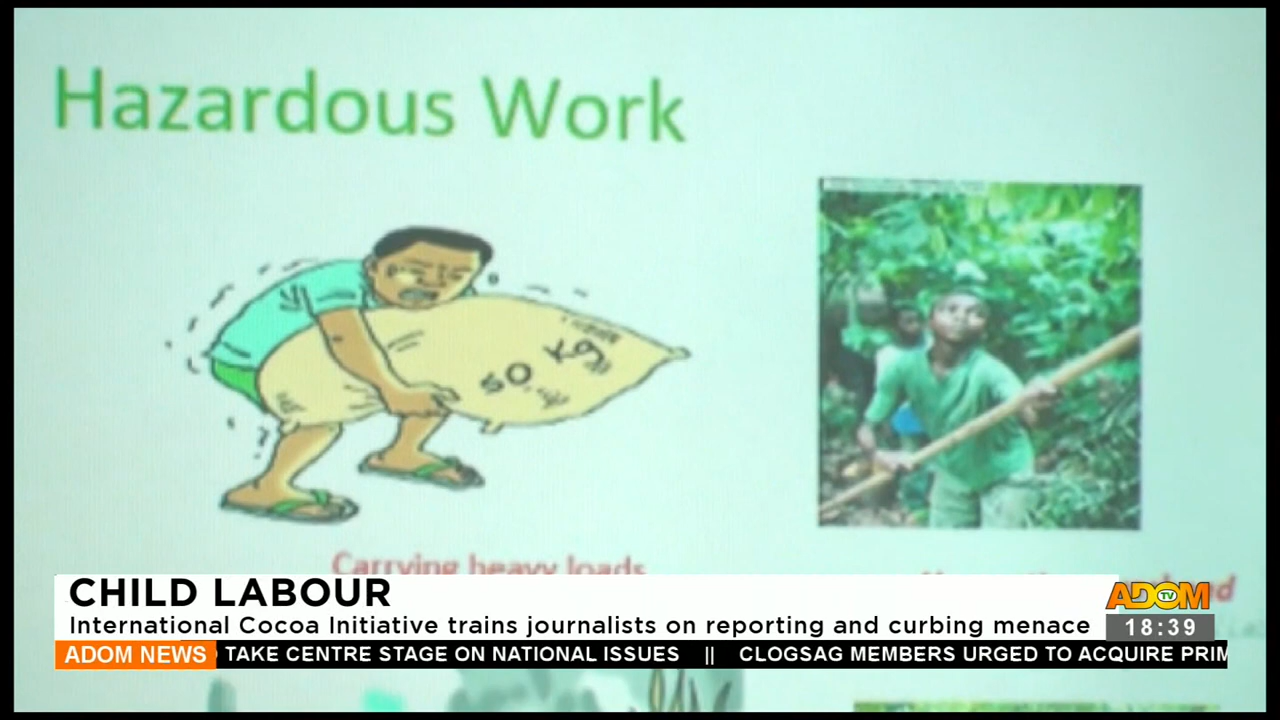 Hazardous Work
50 Kg
Carrying heavy loads
CHILD LABOUR
International Cocoa Initiative trains journalists on reporting and curbing menace
ADOM TV
18:39
ADOM NEWS
TAKE CENTRE STAGE ON NATIONAL ISSUES || CLOGSAG MEMBERS URGED TO ACQUIRE PRIM